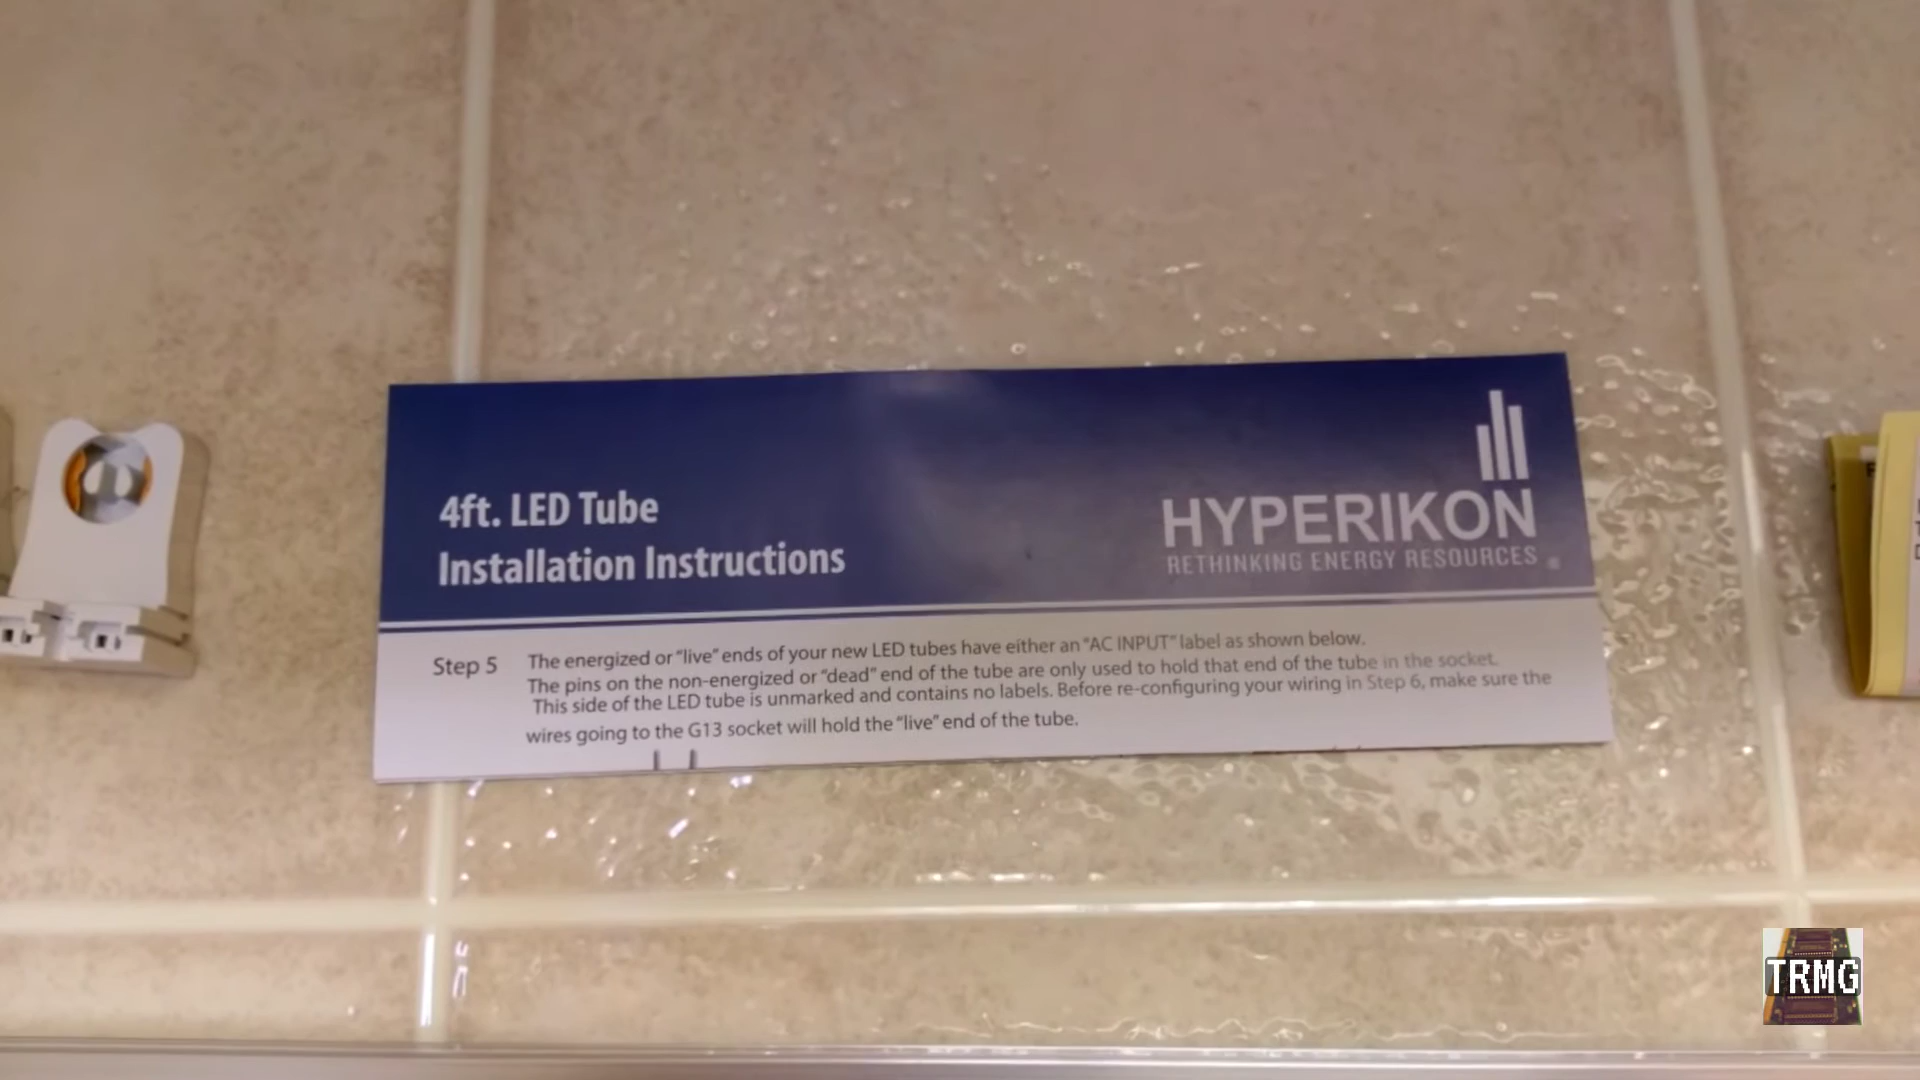 4ft. LED Tube
Installation Instructions
HYPERIKON
RETHINKING ENERGY RESOURCES ®
Step 5 The energized or “live” ends of your new LED tubes have either an “AC INPUT” label as shown below.
The pins on the non-energized or “dead” end of the tube are only used to hold that end of the tube in the socket.
This side of the LED tube is unmarked and contains no labels. Before re-configuring your wiring in Step 6, make sure the
wires going to the G13 socket will hold the “live” end of the tube.
TRMG